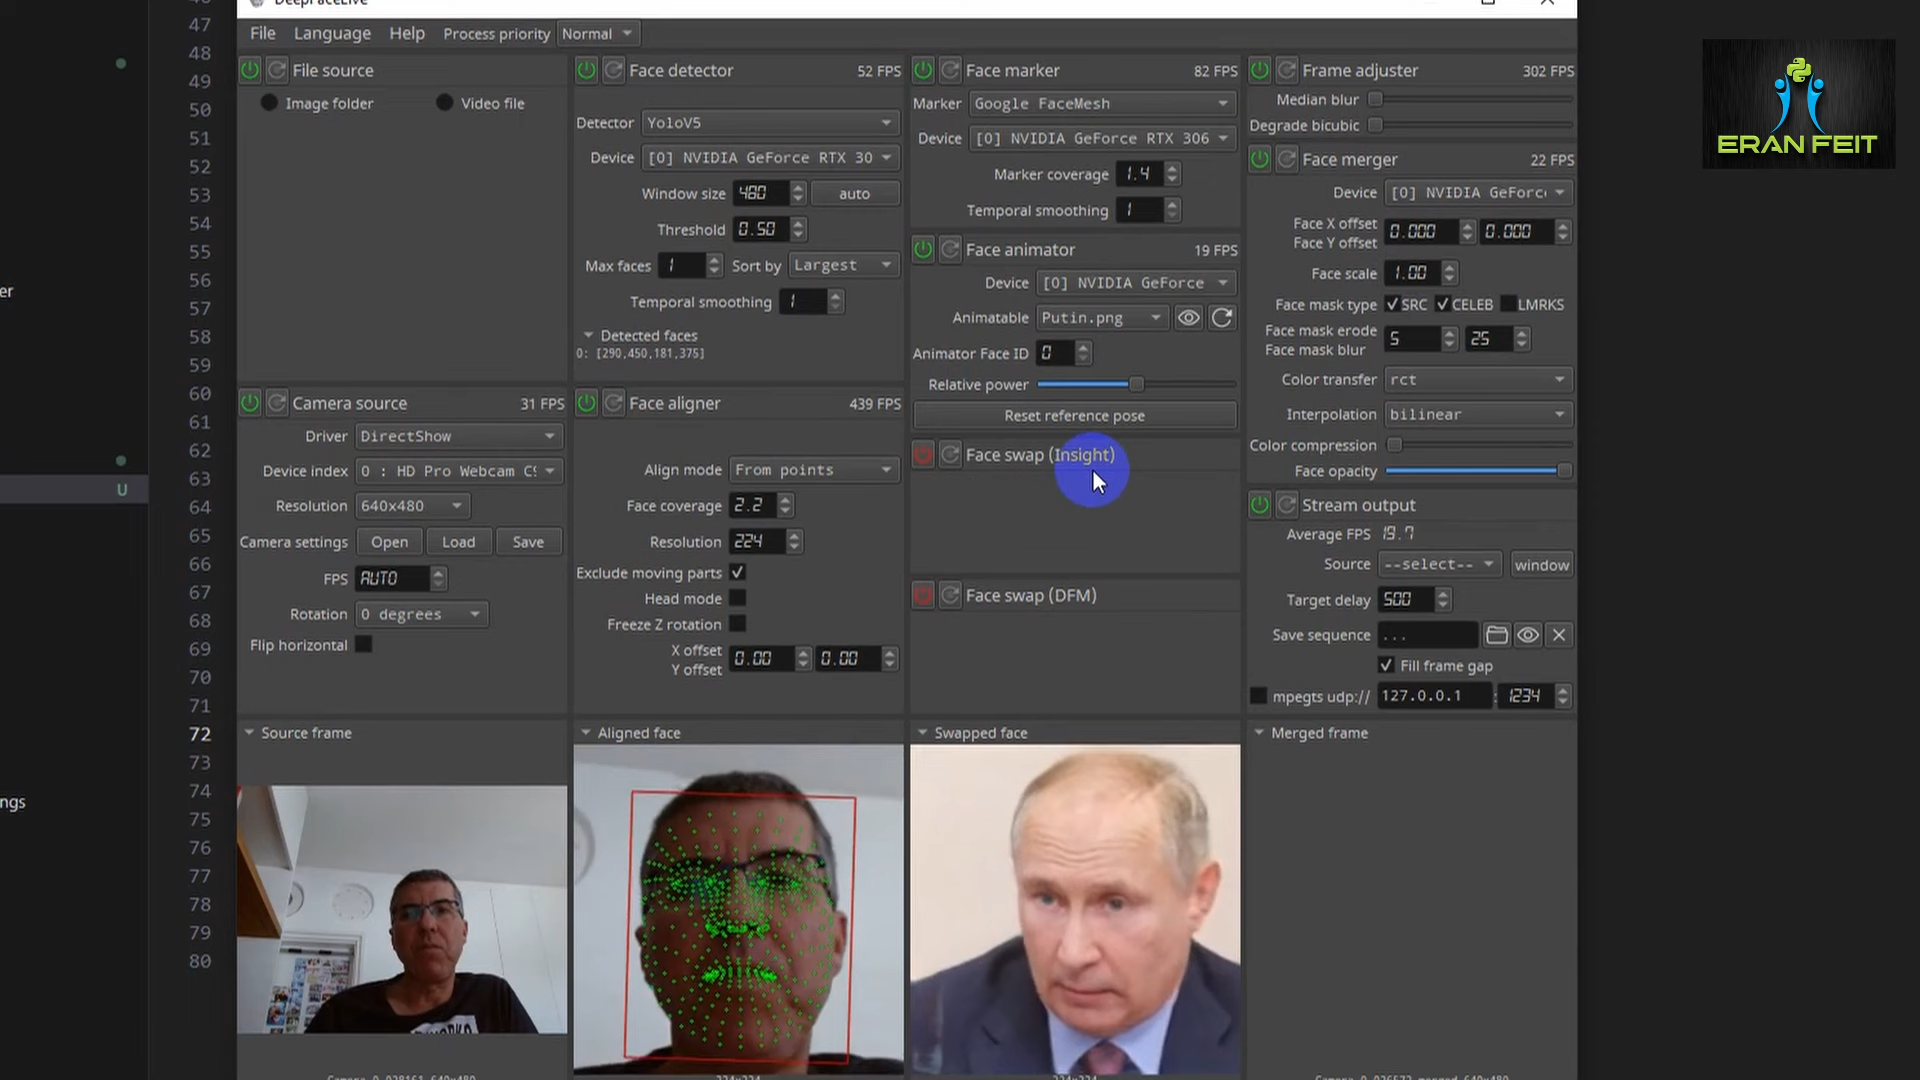 DeepFaceLive
File Language Help Process priority Normal
File source
Image folder Video file
Camera source 31 FPS
Driver DirectShow
Device index 0 : HD Pro Webcam C9
Resolution 640x480
Camera settings Open Load Save
FPS AUTO
Rotation 0 degrees
Flip horizontal
Face detector 52 FPS
Detector YoloV5
Device [0] NVIDIA GeForce RTX 30
Window size 480 auto
Threshold 0.50
Max faces 1 Sort by Largest
Temporal smoothing 1
Detected faces
0: [290,450,181,375]
Face aligner 439 FPS
Align mode From points
Face coverage 2.2
Resolution 224
Exclude moving parts
Head mode
Freeze Z rotation
X offset
Y offset
0.00 0.00
Face marker 82 FPS
Marker Google FaceMesh
Device [0] NVIDIA GeForce RTX 306
Marker coverage 1.4
Temporal smoothing 1
Face animator 19 FPS
Device [0] NVIDIA GeForce
Animatable Putin.png
Animator Face ID 0
Relative power
Reset reference pose
Face swap (Insight)
Face swap (DFM)
Frame adjuster 302 FPS
Median blur
Degrade bicubic
Face merger 22 FPS
Device [0] NVIDIA GeForc
Face X offset
Face Y offset
0.000 0.000
Face scale 1.00
Face mask type SRC CELEB LMRKS
Face mask erode
Face mask blur
5 25
Color transfer rct
Interpolation bilinear
Color compression
Face opacity
Stream output
Average FPS 19.7
Source --select-- window
Target delay 500
Save sequence ...
Fill frame gap
mpegts udp:// 127.0.0.1 : 1234
Source frame
Aligned face
Swapped face
Merged frame
er
U
ngs
47
48
49
50
51
52
53
54
55
56
57
58
59
60
61
62
63
64
65
66
67
68
69
70
71
72
73
74
75
76
77
78
79
80
ERAN FEIT